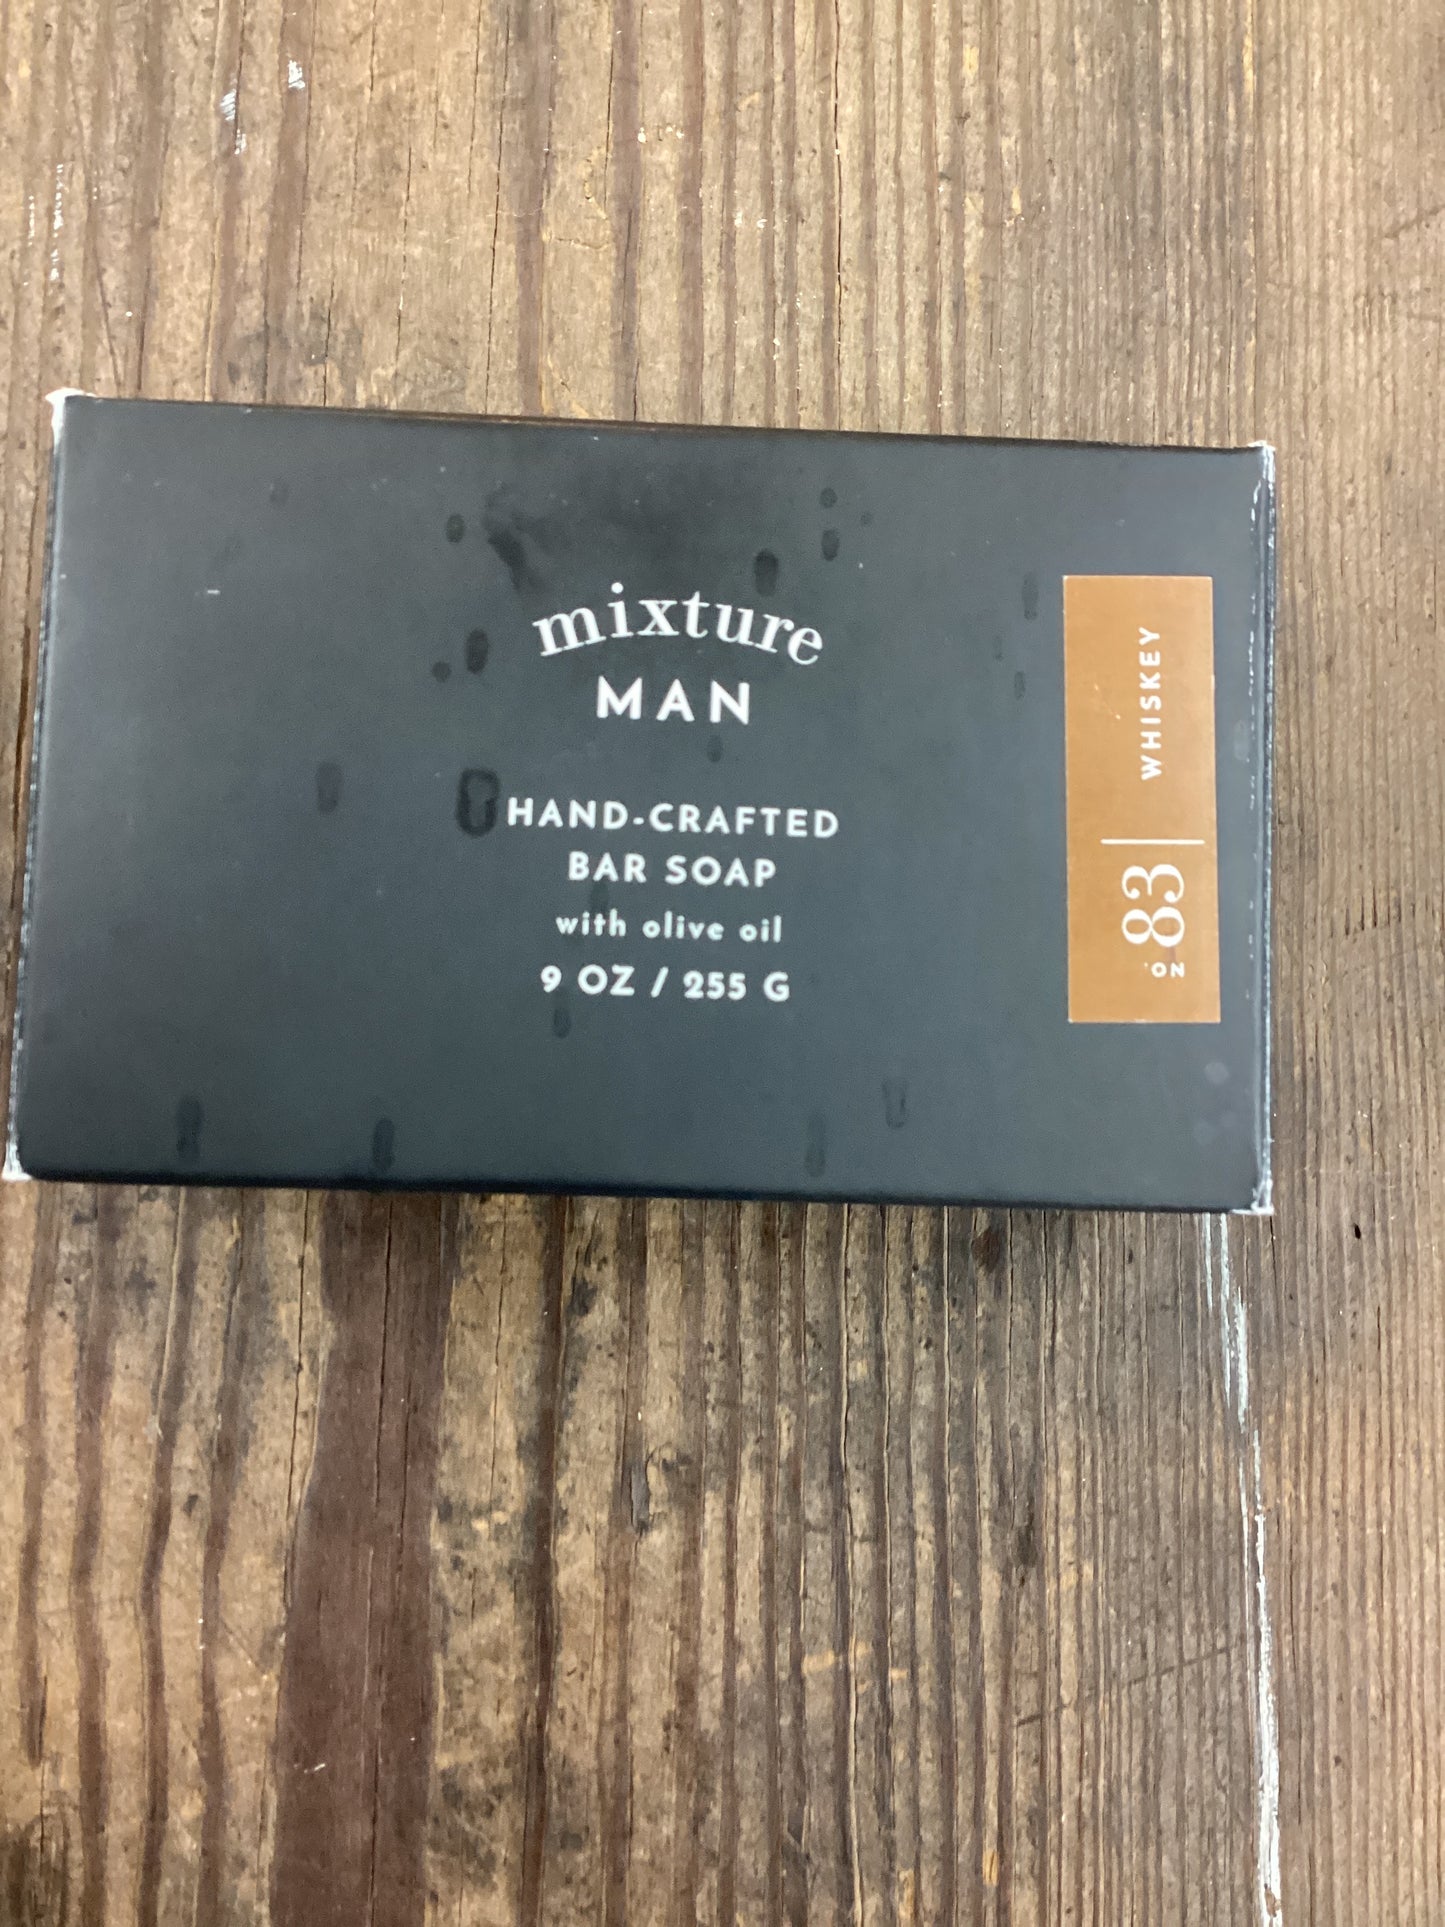 mixture
MAN
HAND-CRAFTED
BAR SOAP
with olive oil
9 OZ / 255 G
NO. 83 | WHISKEY